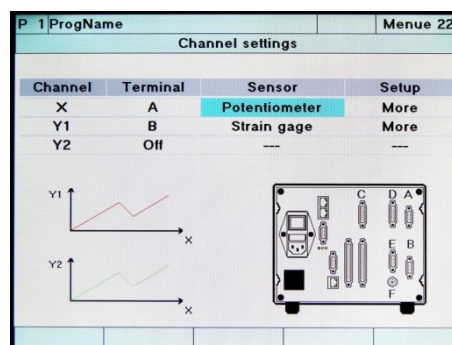 P 1 ProgName Menue 22
Channel settings
Channel Terminal Sensor Setup
X A Potentiometer More
Y1 B Strain gage More
Y2 Off --- ---
Y1
X
Y2
X
C D A
E B
F